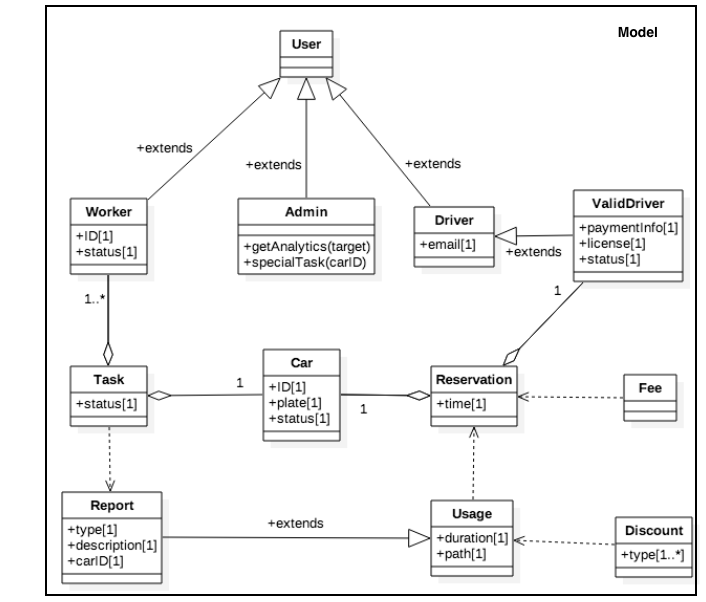 Model
User
+extends
+extends
+extends
Worker
+ID[1]
+status[1]
Admin
+getAnalytics(target)
+specialTask(carID)
Driver
+email[1]
+extends
ValidDriver
+paymentInfo[1]
+license[1]
+status[1]
1..*
1
Task
+status[1]
1
Car
+ID[1]
+plate[1]
+status[1]
1
Reservation
+time[1]
Fee
Report
+type[1]
+description[1]
+carID[1]
+extends
Usage
+duration[1]
+path[1]
Discount
+type[1..*]